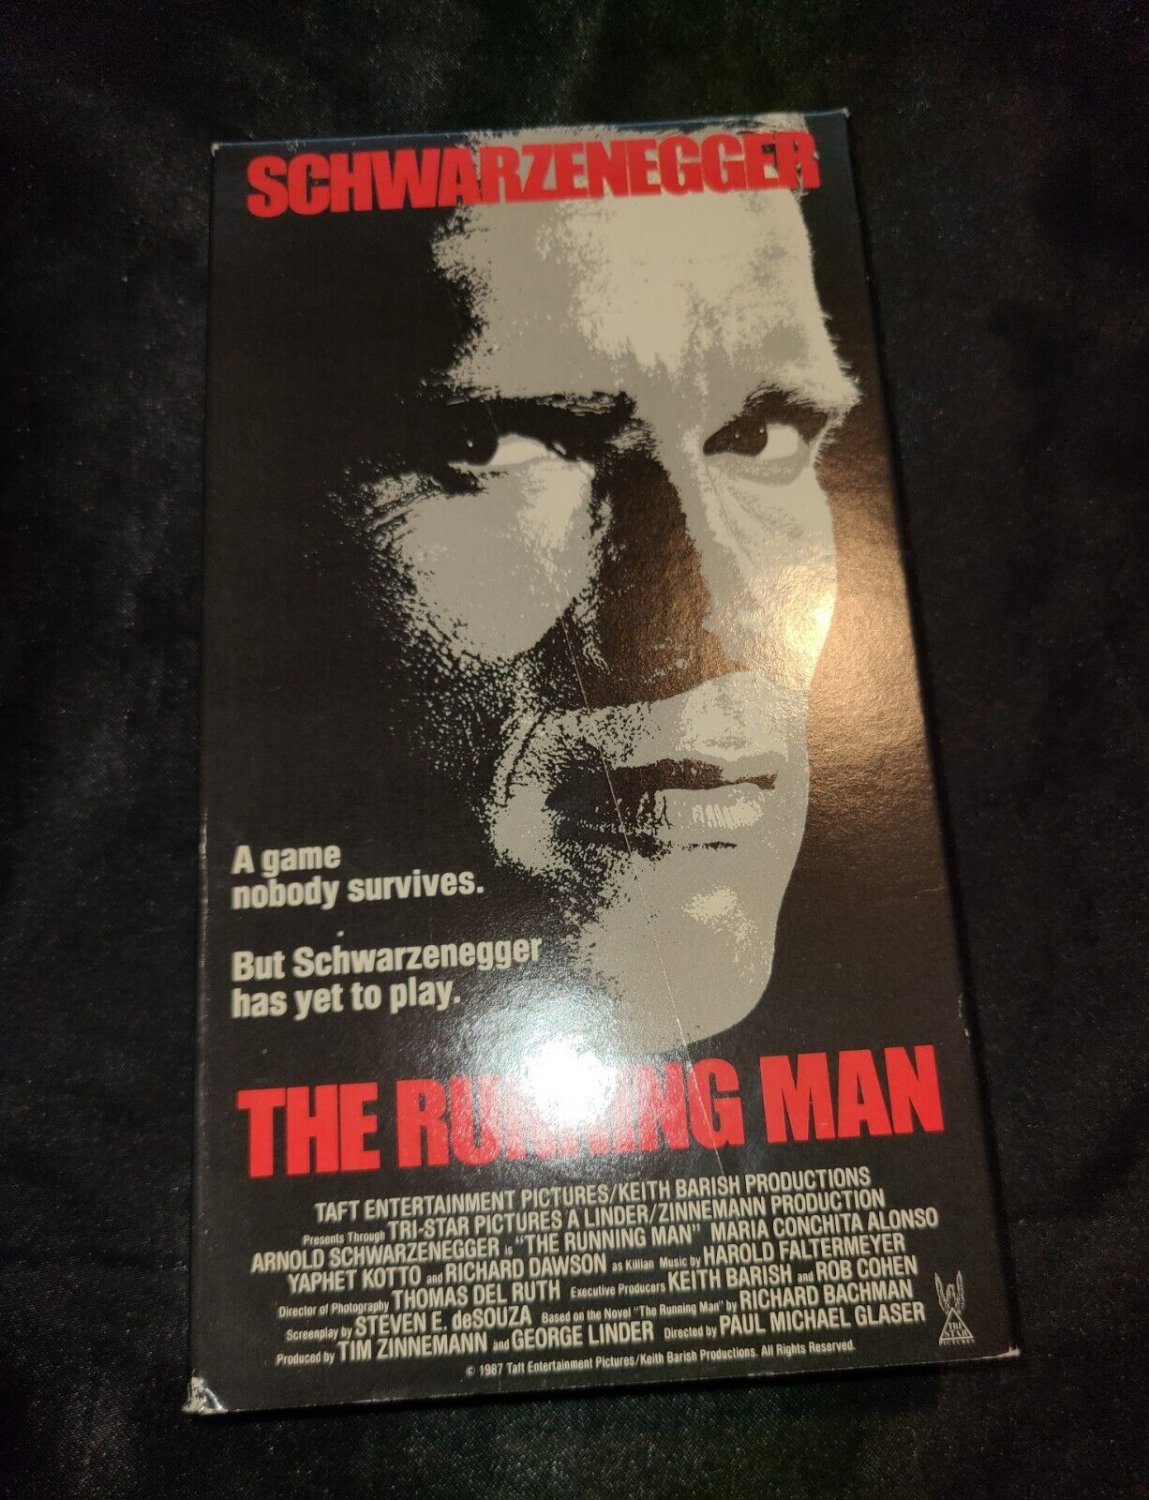 SCHWARZENEGGER
A game
nobody survives.
But Schwarzenegger
has yet to play.
THE RUNNING MAN
TAFT ENTERTAINMENT PICTURES/KEITH BARISH PRODUCTIONS
Presents Through TRI-STAR PICTURES A LINDER/ZINNEMANN PRODUCTION
ARNOLD SCHWARZENEGGER is "THE RUNNING MAN" MARIA CONCHITA ALONSO
YAPHET KOTTO and RICHARD DAWSON as Killian Music by HAROLD FALTERMEYER
Director of Photography THOMAS DEL RUTH Executive Producers KEITH BARISH and ROB COHEN
Screenplay by STEVEN E. deSOUZA Based on the Novel "The Running Man" by RICHARD BACHMAN
Produced by TIM ZINNEMANN and GEORGE LINDER Directed by PAUL MICHAEL GLASER
© 1987 Taft Entertainment Pictures/Keith Barish Productions. All Rights Reserved.
TRI
STAR
PICTURES